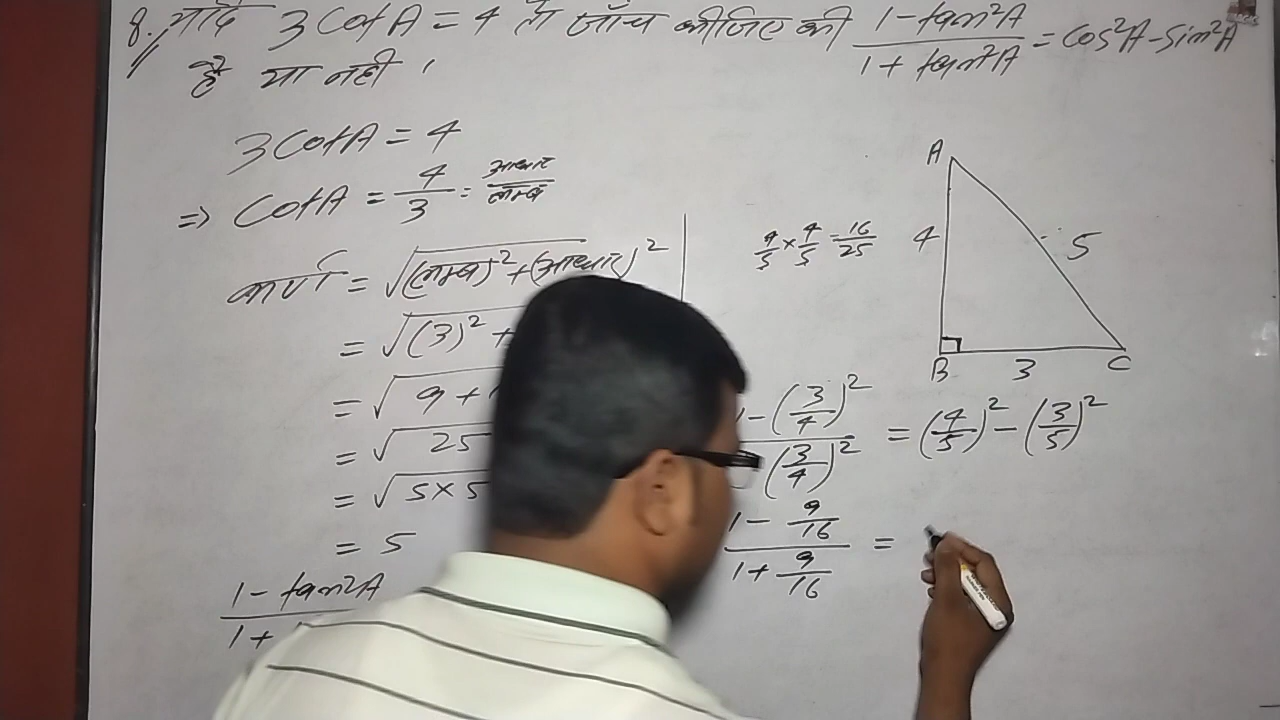 8. यदि 3 Cot A = 4 तो जाँच कीजिए की (1 - tan²A)/(1 + tan²A) = Cos²A - Sin²A
है या नही।
3 Cot A = 4
=> Cot A = 4/3 = आधार/लम्ब
कर्ण = √(लम्ब)² + (आधार)²
= √(3)² +
= √9 +
= √25
= √5 × 5
= 5
(1 - tan²A)/(1 +
4/5 × 4/5 = 16/25
A
4
5
B 3 C
1 - (3/4)²/(3/4)² = (4/5)² - (3/5)²
(1 - 9/16)/(1 + 9/16) =